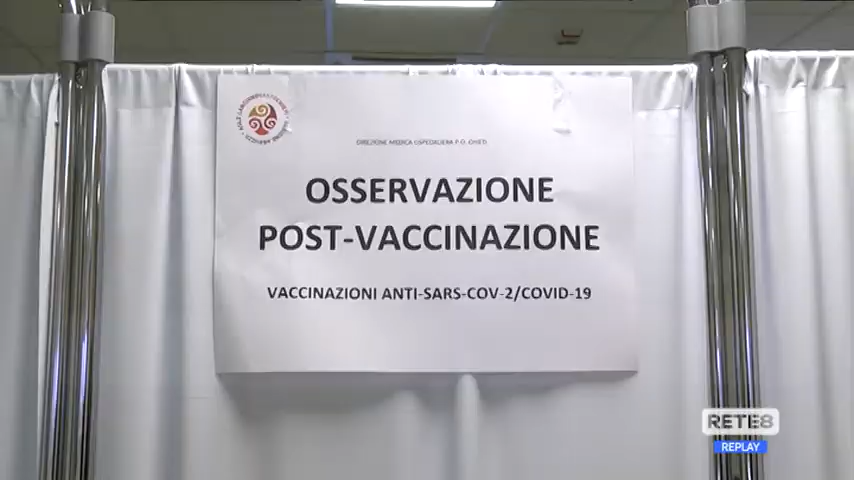 DIREZIONE MEDICA OSPEDALIERA P.O. CHIETI
OSSERVAZIONE
POST-VACCINAZIONE
VACCINAZIONI ANTI-SARS-COV-2/COVID-19
RETE8
REPLAY